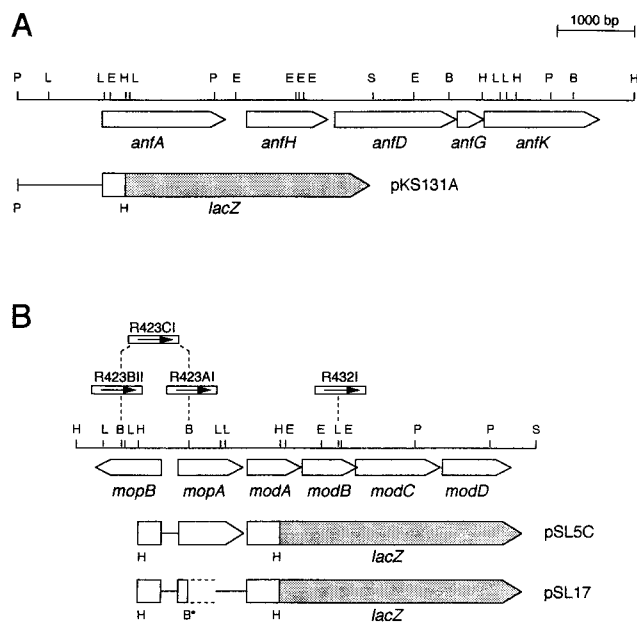 A
1000 bp
P L L E H L P E E E E S E B H L L H P B H
anfA anfH anfD anfG anfK
pKS131A
P H lacZ
B
R423CI
R423BII R423AI R432I
H L B L H B L L H E E L E P P S
mopB mopA modA modB modC modD
pSL5C
H H lacZ
pSL17
H B* H lacZ